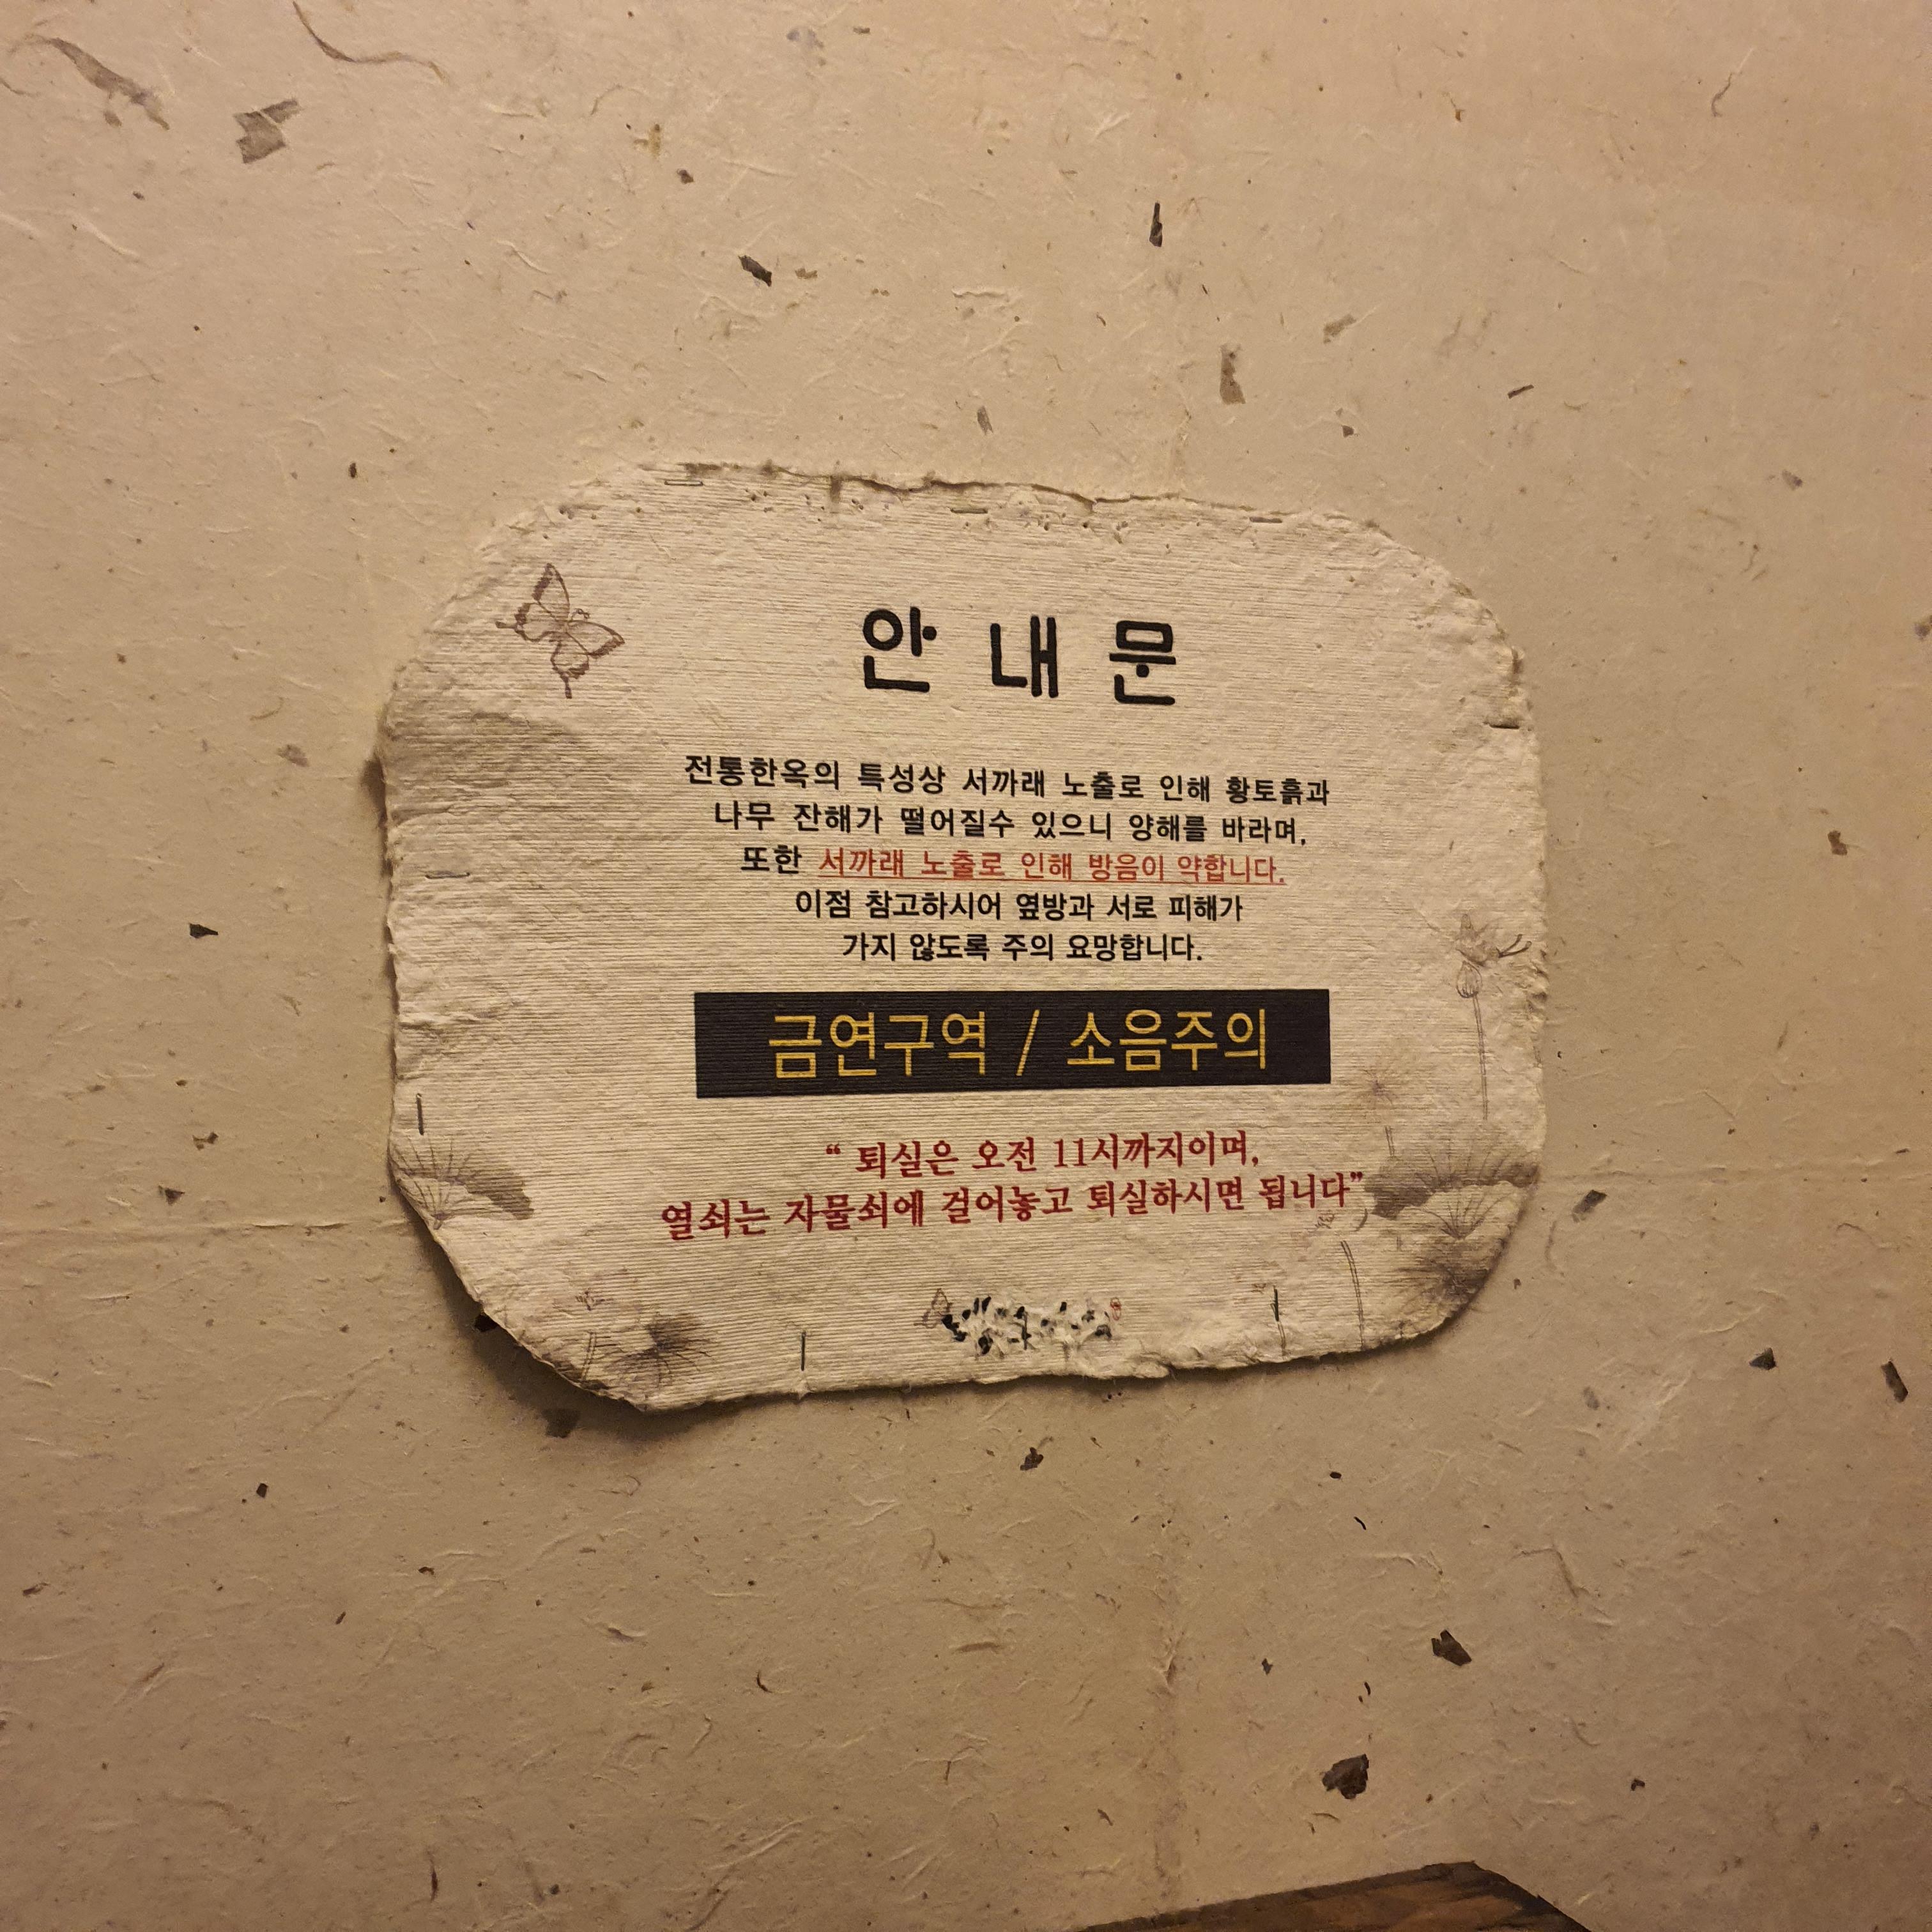 안 내 문
전통한옥의 특성상 서까래 노출로 인해 황토흙과
나무 잔해가 떨어질수 있으니 양해를 바라며,
또한 서까래 노출로 인해 방음이 약합니다.
이점 참고하시어 옆방과 서로 피해가
가지 않도록 주의 요망합니다.
금연구역 / 소음주의
“ 퇴실은 오전 11시까지이며,
열쇠는 자물쇠에 걸어놓고 퇴실하시면 됩니다”